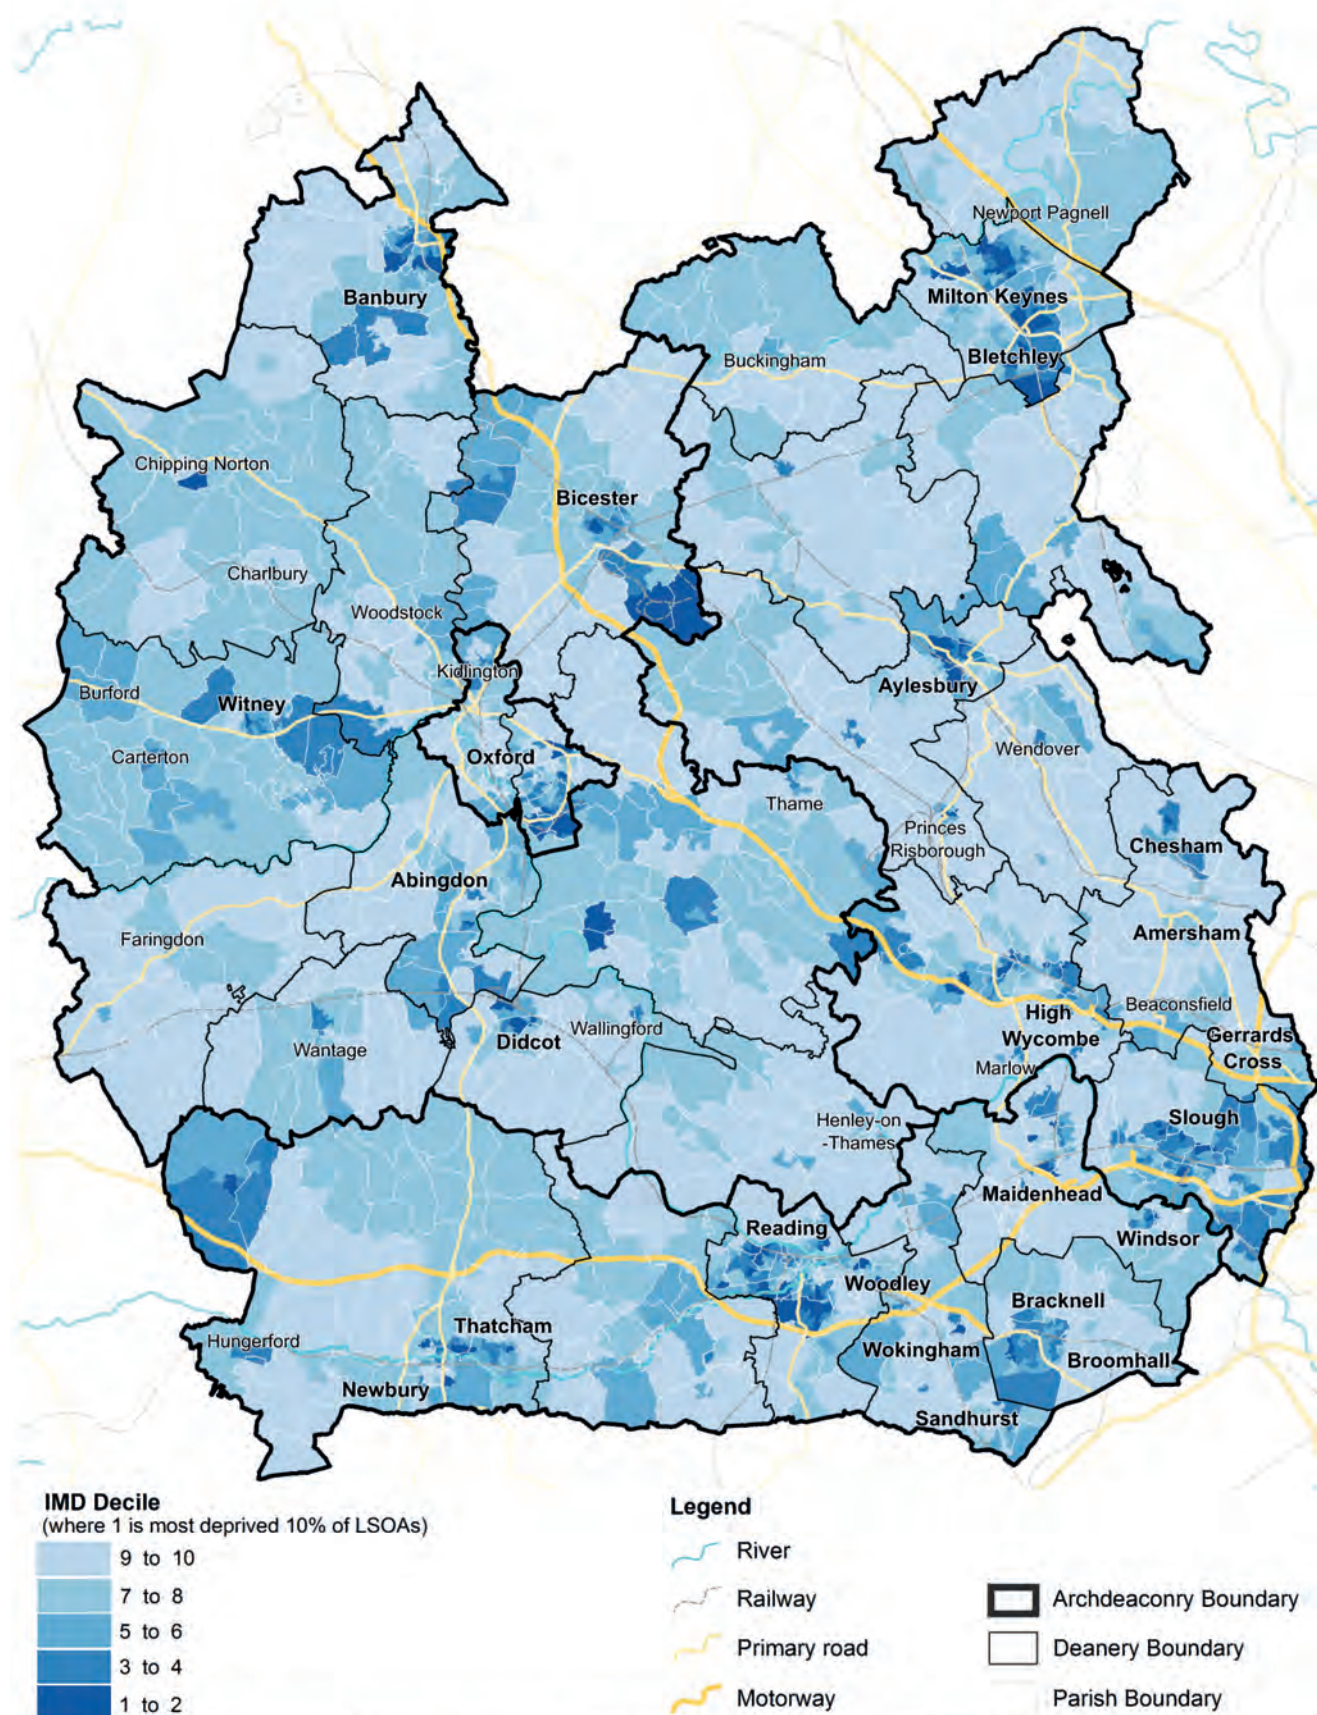 Newport Pagnell
Banbury
Milton Keynes
Bletchley
Buckingham
Chipping Norton
Bicester
Charlbury
Woodstock
Kidlington
Burford
Witney
Aylesbury
Carterton
Oxford
Wendover
Thame
Princes
Risborough
Chesham
Abingdon
Faringdon
Amersham
Beaconsfield
High
Wycombe
Gerrards
Cross
Wantage
Didcot
Wallingford
Marlow
Henley-on
-Thames
Slough
Maidenhead
Reading
Windsor
Woodley
Bracknell
Thatcham
Hungerford
Wokingham
Broomhall
Newbury
Sandhurst
IMD Decile
(where 1 is most deprived 10% of LSOAs)
9 to 10
7 to 8
5 to 6
3 to 4
1 to 2
Legend
River
Railway
Primary road
Motorway
Archdeaconry Boundary
Deanery Boundary
Parish Boundary